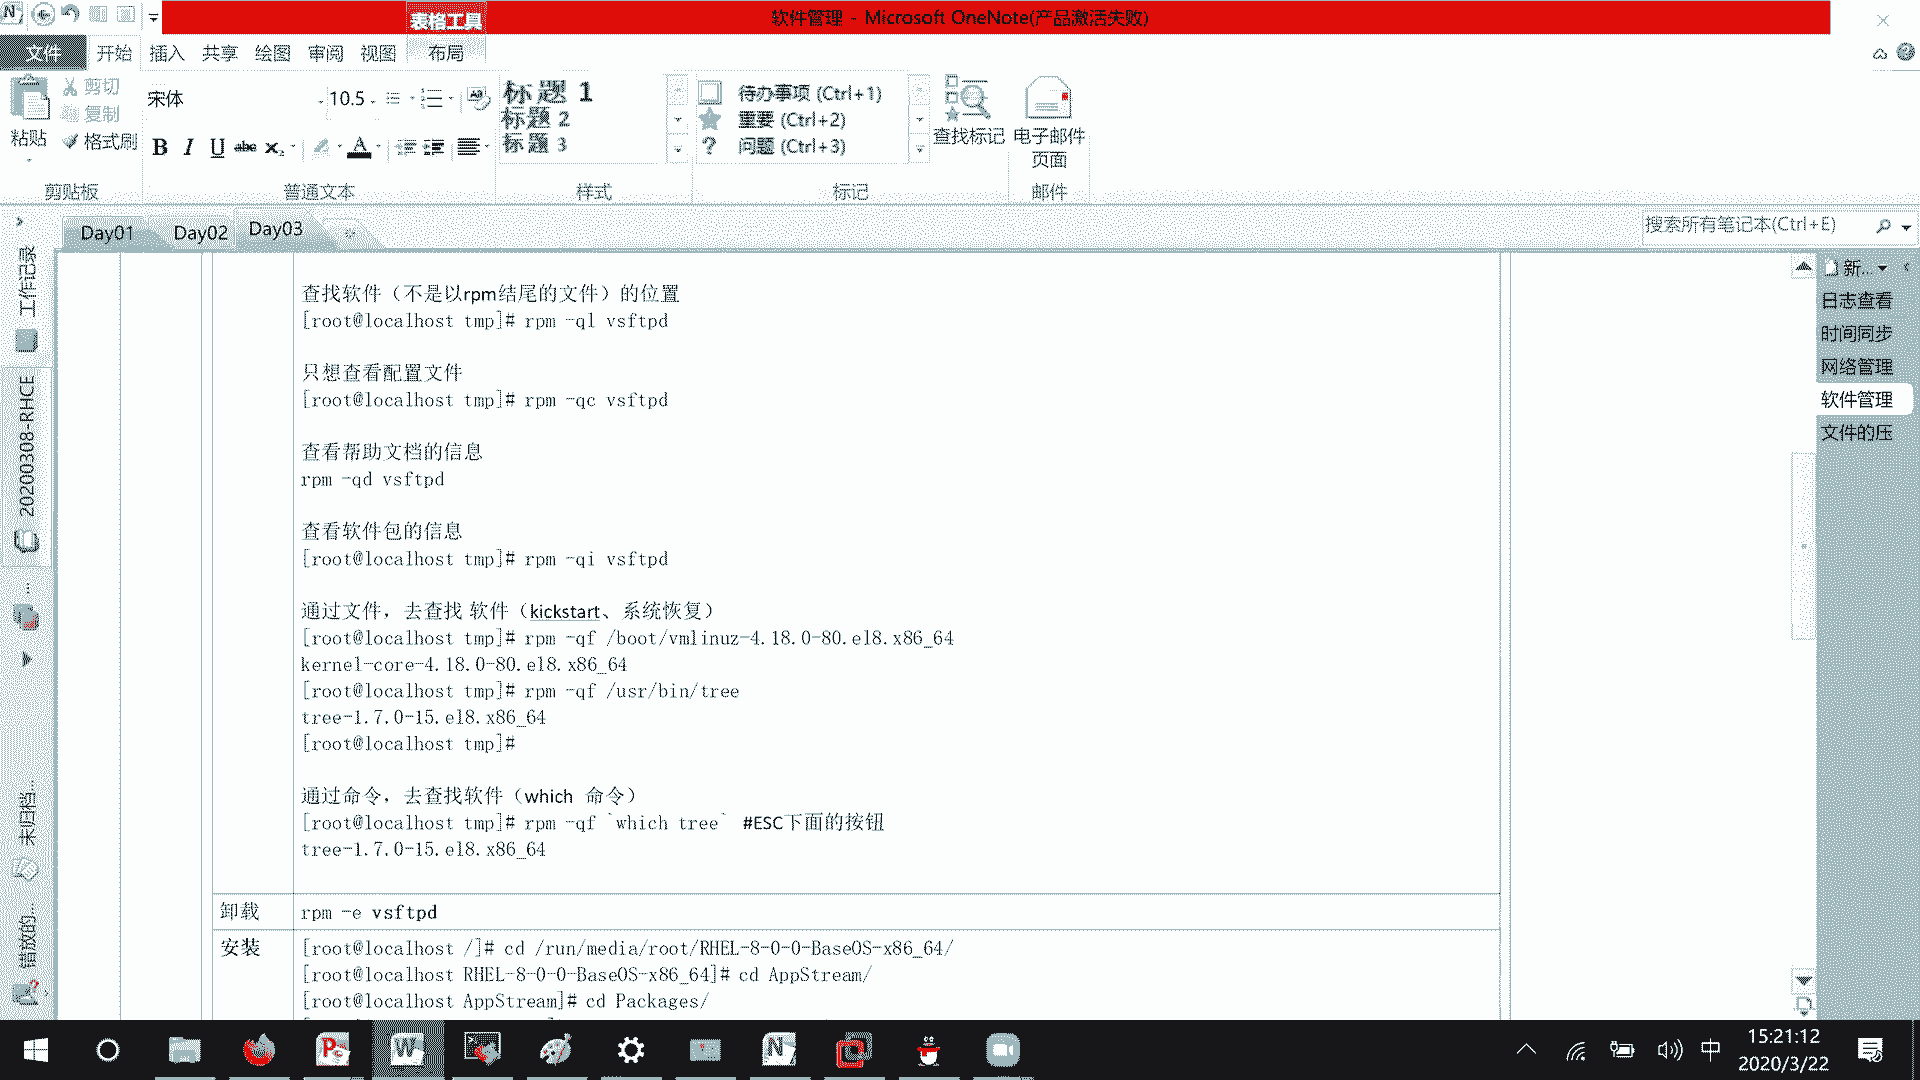 表格工具
软件管理 - Microsoft OneNote(产品激活失败)
文件 开始 插入 共享 绘图 审阅 视图 布局
剪切
复制
粘贴 格式刷
宋体 10.5
标题 1
标题 2
标题 3
待办事项 (Ctrl+1)
重要 (Ctrl+2)
问题 (Ctrl+3)
查找标记 电子邮件
页面
剪贴板 普通文本 样式 标记 邮件
Day01 Day02 Day03
搜索所有笔记本(Ctrl+E)
工作记录
20200308-RHCE
未归档...
错放的...
新...
日志查看
时间同步
网络管理
软件管理
文件的压
查找软件（不是以rpm结尾的文件）的位置
[root@localhost tmp]# rpm -ql vsftpd
只想查看配置文件
[root@localhost tmp]# rpm -qc vsftpd
查看帮助文档的信息
rpm -qd vsftpd
查看软件包的信息
[root@localhost tmp]# rpm -qi vsftpd
通过文件，去查找 软件（kickstart、系统恢复）
[root@localhost tmp]# rpm -qf /boot/vmlinuz-4.18.0-80.el8.x86_64
kernel-core-4.18.0-80.el8.x86_64
[root@localhost tmp]# rpm -qf /usr/bin/tree
tree-1.7.0-15.el8.x86_64
[root@localhost tmp]#
通过命令，去查找软件（which 命令）
[root@localhost tmp]# rpm -qf `which tree` #ESC下面的按钮
tree-1.7.0-15.el8.x86_64
卸载 rpm -e vsftpd
安装 [root@localhost /]# cd /run/media/root/RHEL-8-0-0-BaseOS-x86_64/
[root@localhost RHEL-8-0-0-BaseOS-x86_64]# cd AppStream/
[root@localhost AppStream]# cd Packages/
中
15:21:12
2020/3/22